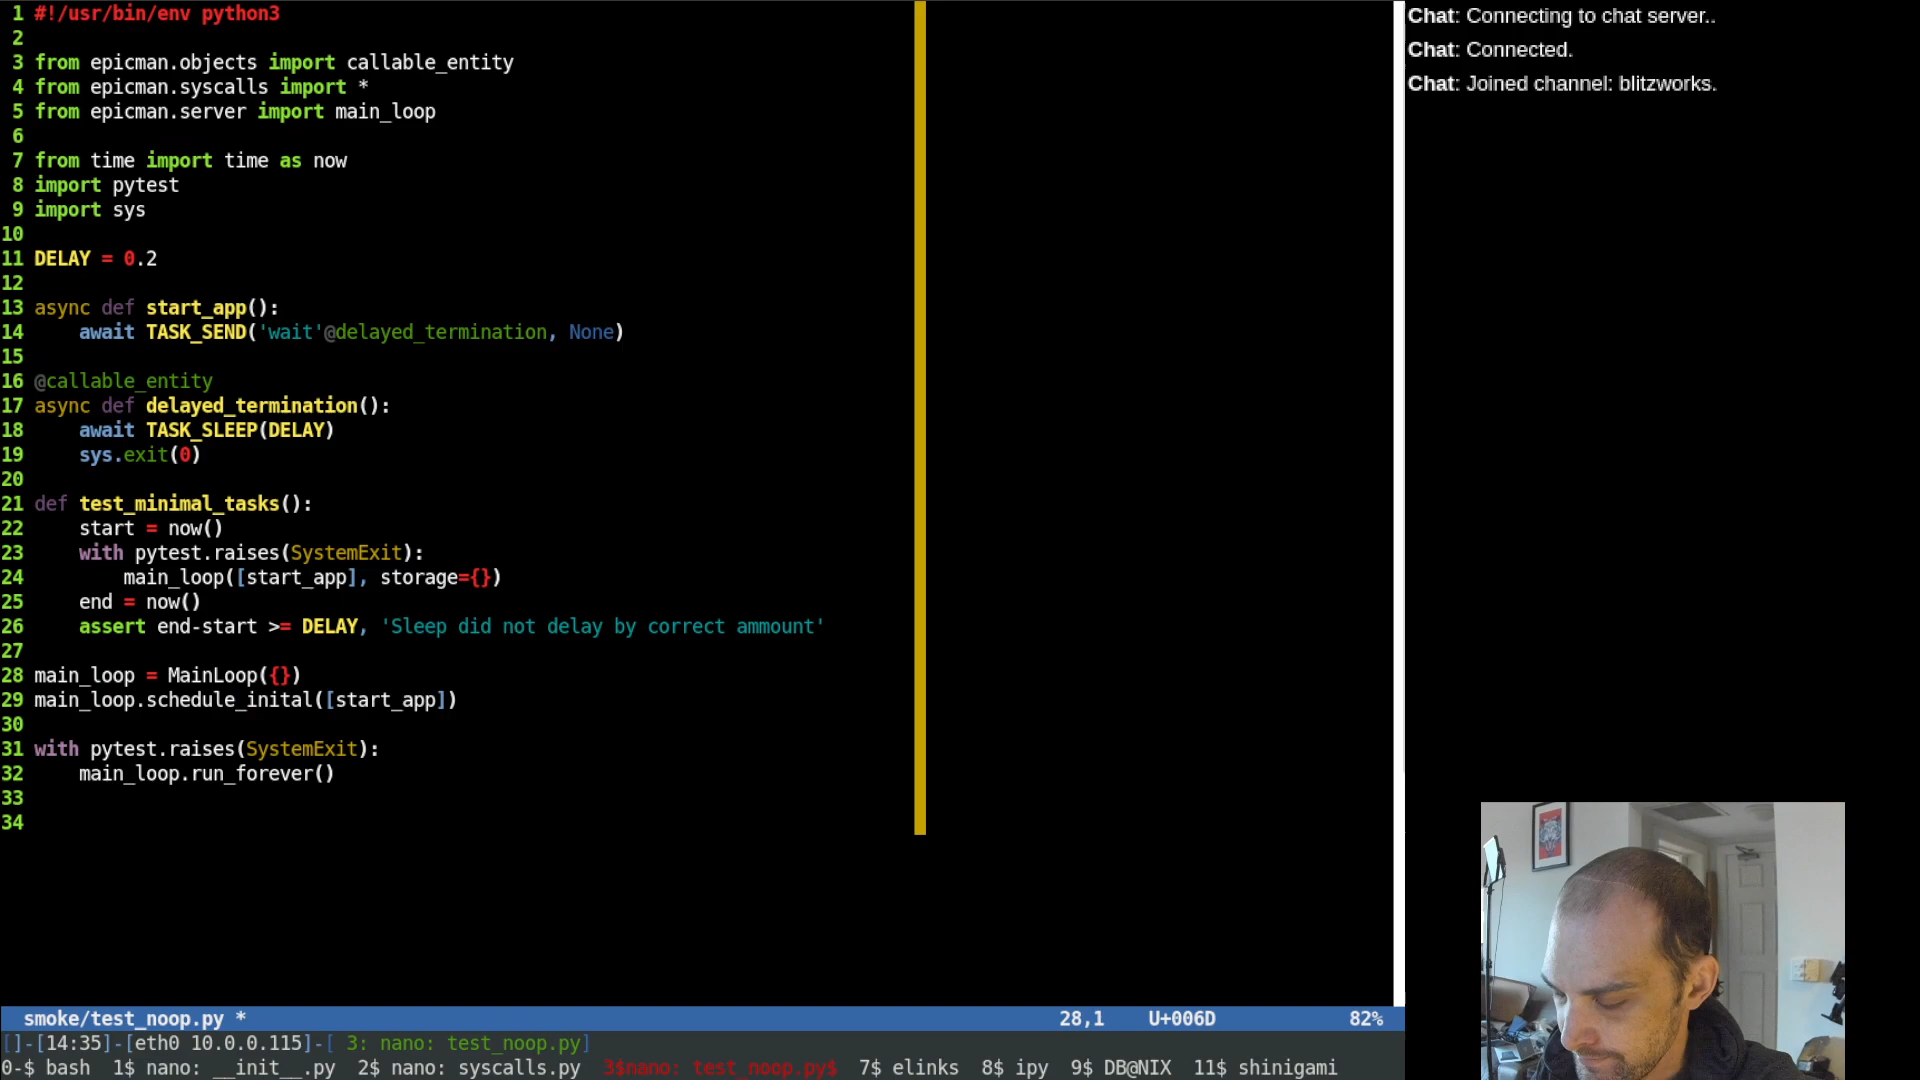 1 #!/usr/bin/env python3
2
3 from epicman.objects import callable_entity
4 from epicman.syscalls import *
5 from epicman.server import main_loop
6
7 from time import time as now
8 import pytest
9 import sys
10
11 DELAY = 0.2
12
13 async def start_app():
14     await TASK_SEND('wait'@delayed_termination, None)
15
16 @callable_entity
17 async def delayed_termination():
18     await TASK_SLEEP(DELAY)
19     sys.exit(0)
20
21 def test_minimal_tasks():
22     start = now()
23     with pytest.raises(SystemExit):
24         main_loop([start_app], storage={})
25     end = now()
26     assert end-start >= DELAY, 'Sleep did not delay by correct ammount'
27
28 main_loop = MainLoop({})
29 main_loop.schedule_inital([start_app])
30
31 with pytest.raises(SystemExit):
32     main_loop.run_forever()
33
34
smoke/test_noop.py * 28,1 U+006D 82%
[]-[14:35]-[eth0 10.0.0.115]-[ 3: nano: test_noop.py]
0-$ bash 1$ nano: __init__.py 2$ nano: syscalls.py 3$nano: test_noop.py$ 7$ elinks 8$ ipy 9$ DB@NIX 11$ shinigami
Chat: Connecting to chat server..
Chat: Connected.
Chat: Joined channel: blitzworks.